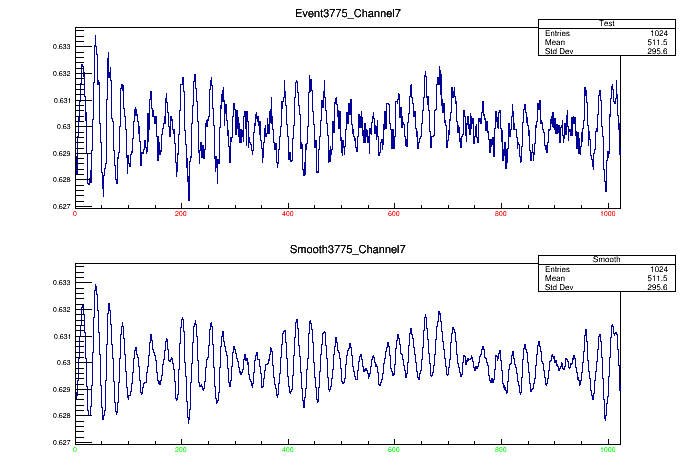 Event3775_Channel7
Test
Entries 1024
Mean 511.5
Std Dev 295.6
0.633
0.632
0.631
0.63
0.629
0.628
0.627
0 200 400 600 800 1000
Smooth3775_Channel7
Smooth
Entries 1024
Mean 511.5
Std Dev 295.6
0.633
0.632
0.631
0.63
0.629
0.628
0.627
0 200 400 600 800 1000